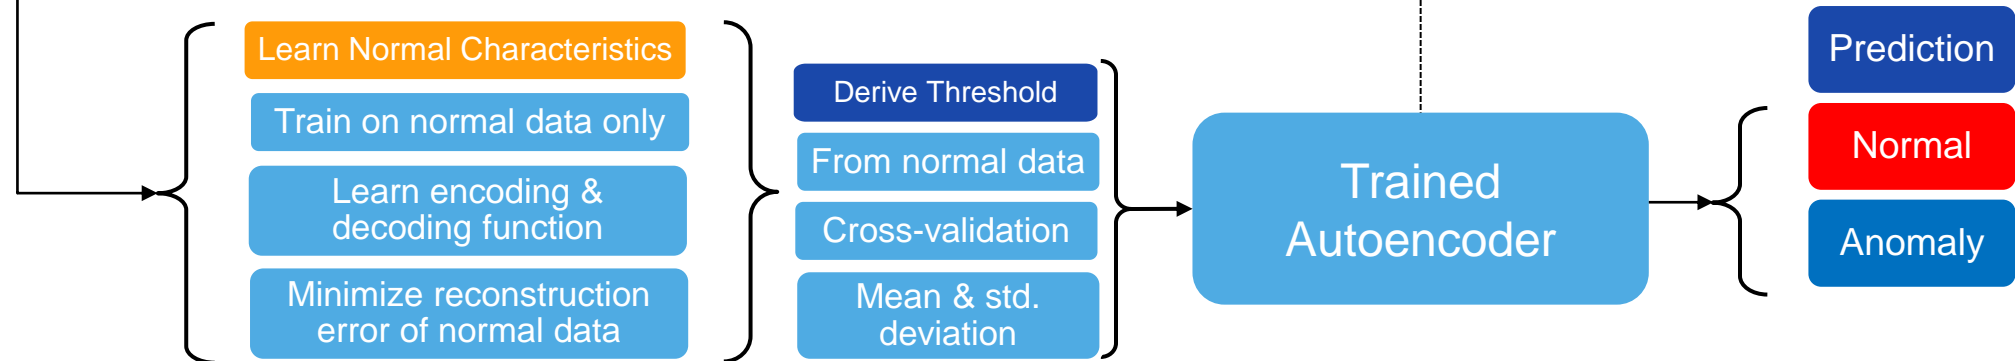 Learn Normal Characteristics
Train on normal data only
Learn encoding &
decoding function
Minimize reconstruction
error of normal data
Derive Threshold
From normal data
Cross-validation
Mean & std.
deviation
Trained
Autoencoder
Prediction
Normal
Anomaly